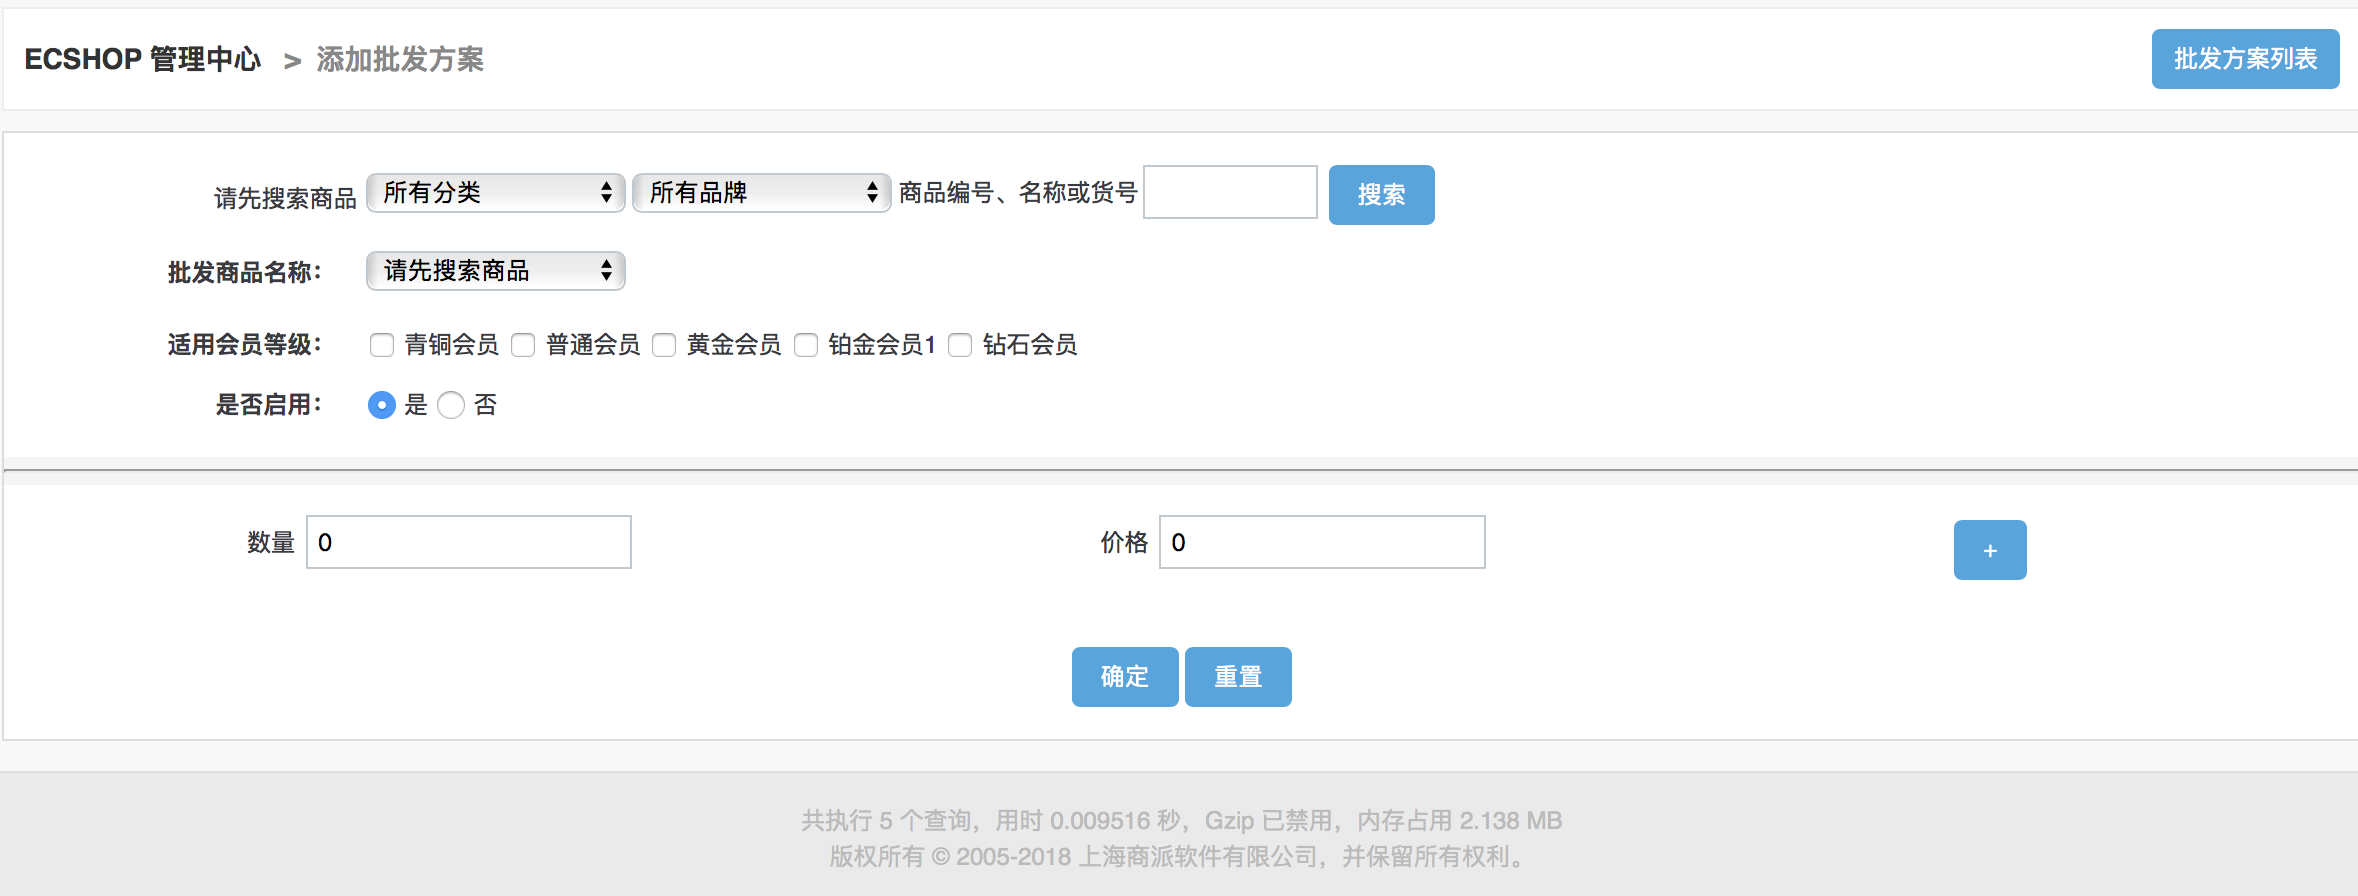 ECSHOP 管理中心 > 添加批发方案 批发方案列表
请先搜索商品 所有分类 所有品牌 商品编号、名称或货号 搜索
批发商品名称： 请先搜索商品
适用会员等级： 青铜会员 普通会员 黄金会员 铂金会员1 钻石会员
是否启用： 是 否
数量 0 价格 0 +
确定 重置
共执行 5 个查询，用时 0.009516 秒，Gzip 已禁用，内存占用 2.138 MB
版权所有 © 2005-2018 上海商派软件有限公司，并保留所有权利。